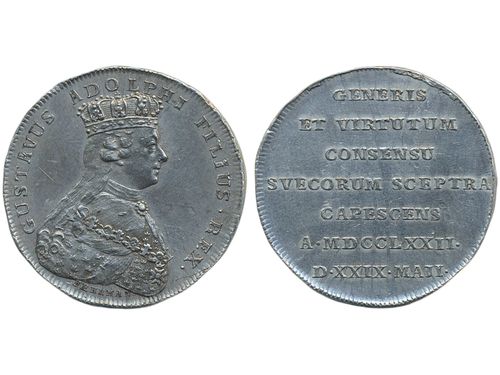 GUSTAVUS ADOLPHI FILIUS · REX ·
GENERIS
ET VIRTUTUM
CONSENSU
SVECORUM SCEPTRA
CAPESCENS
A · MDCCLXXII ·
D · XXIX · MAII ·